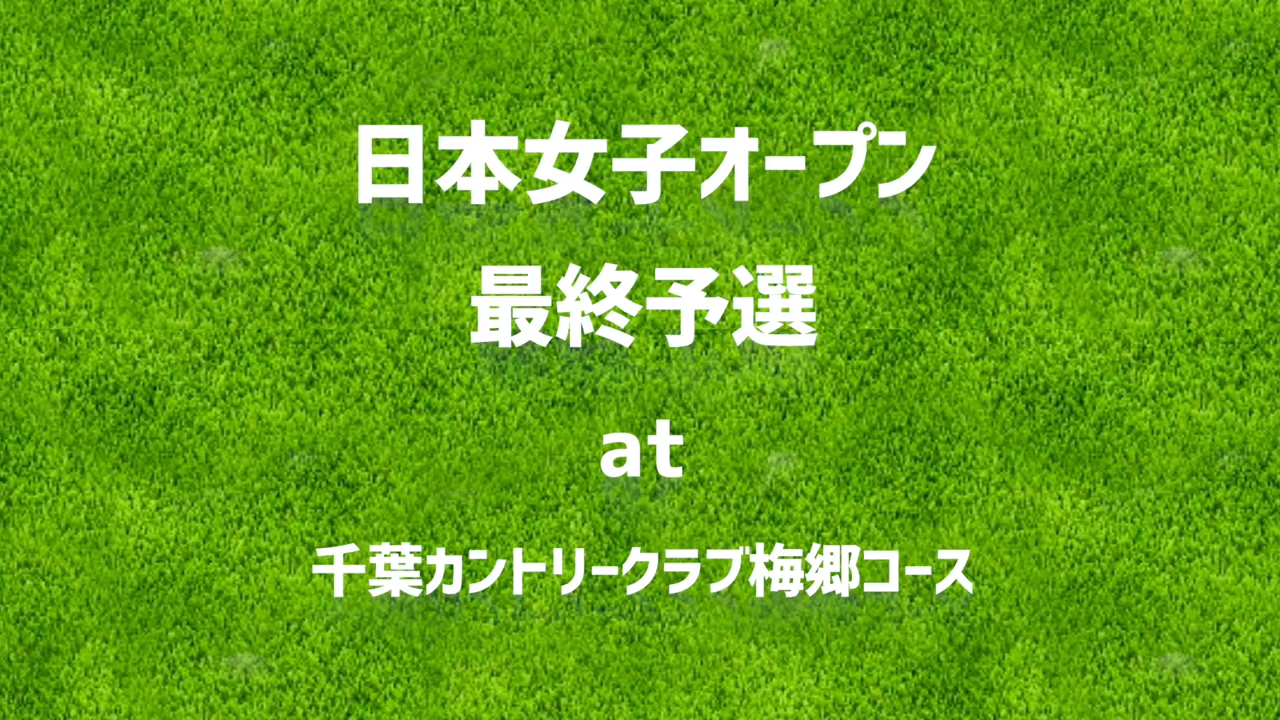 日本女子オープン
最終予選
at
千葉カントリークラブ梅郷コース